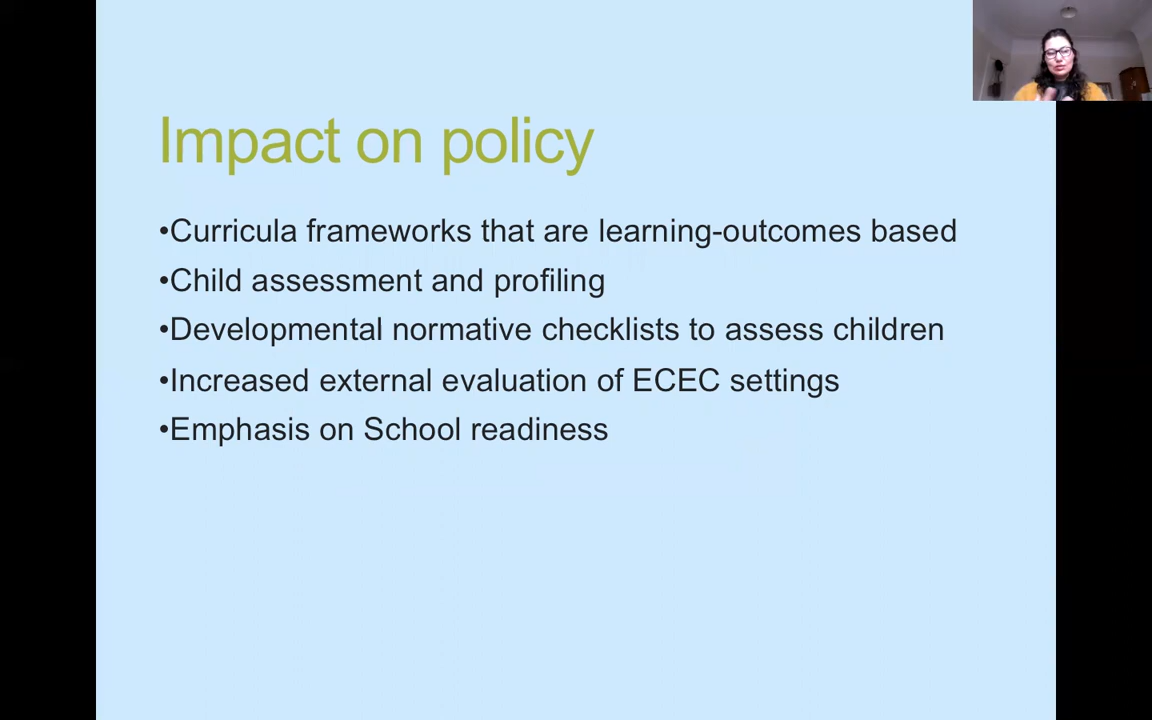 Impact on policy
•Curricula frameworks that are learning-outcomes based
•Child assessment and profiling
•Developmental normative checklists to assess children
•Increased external evaluation of ECEC settings
•Emphasis on School readiness